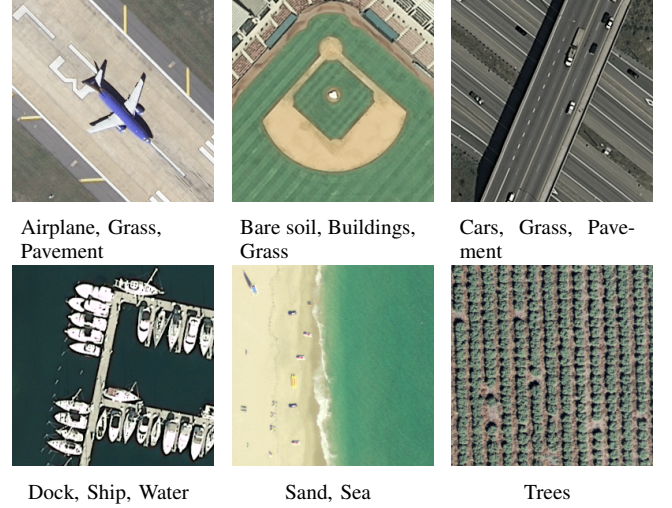 Airplane, Grass,
Pavement
Bare soil, Buildings,
Grass
Cars, Grass, Pave-
ment
Dock, Ship, Water
Sand, Sea
Trees